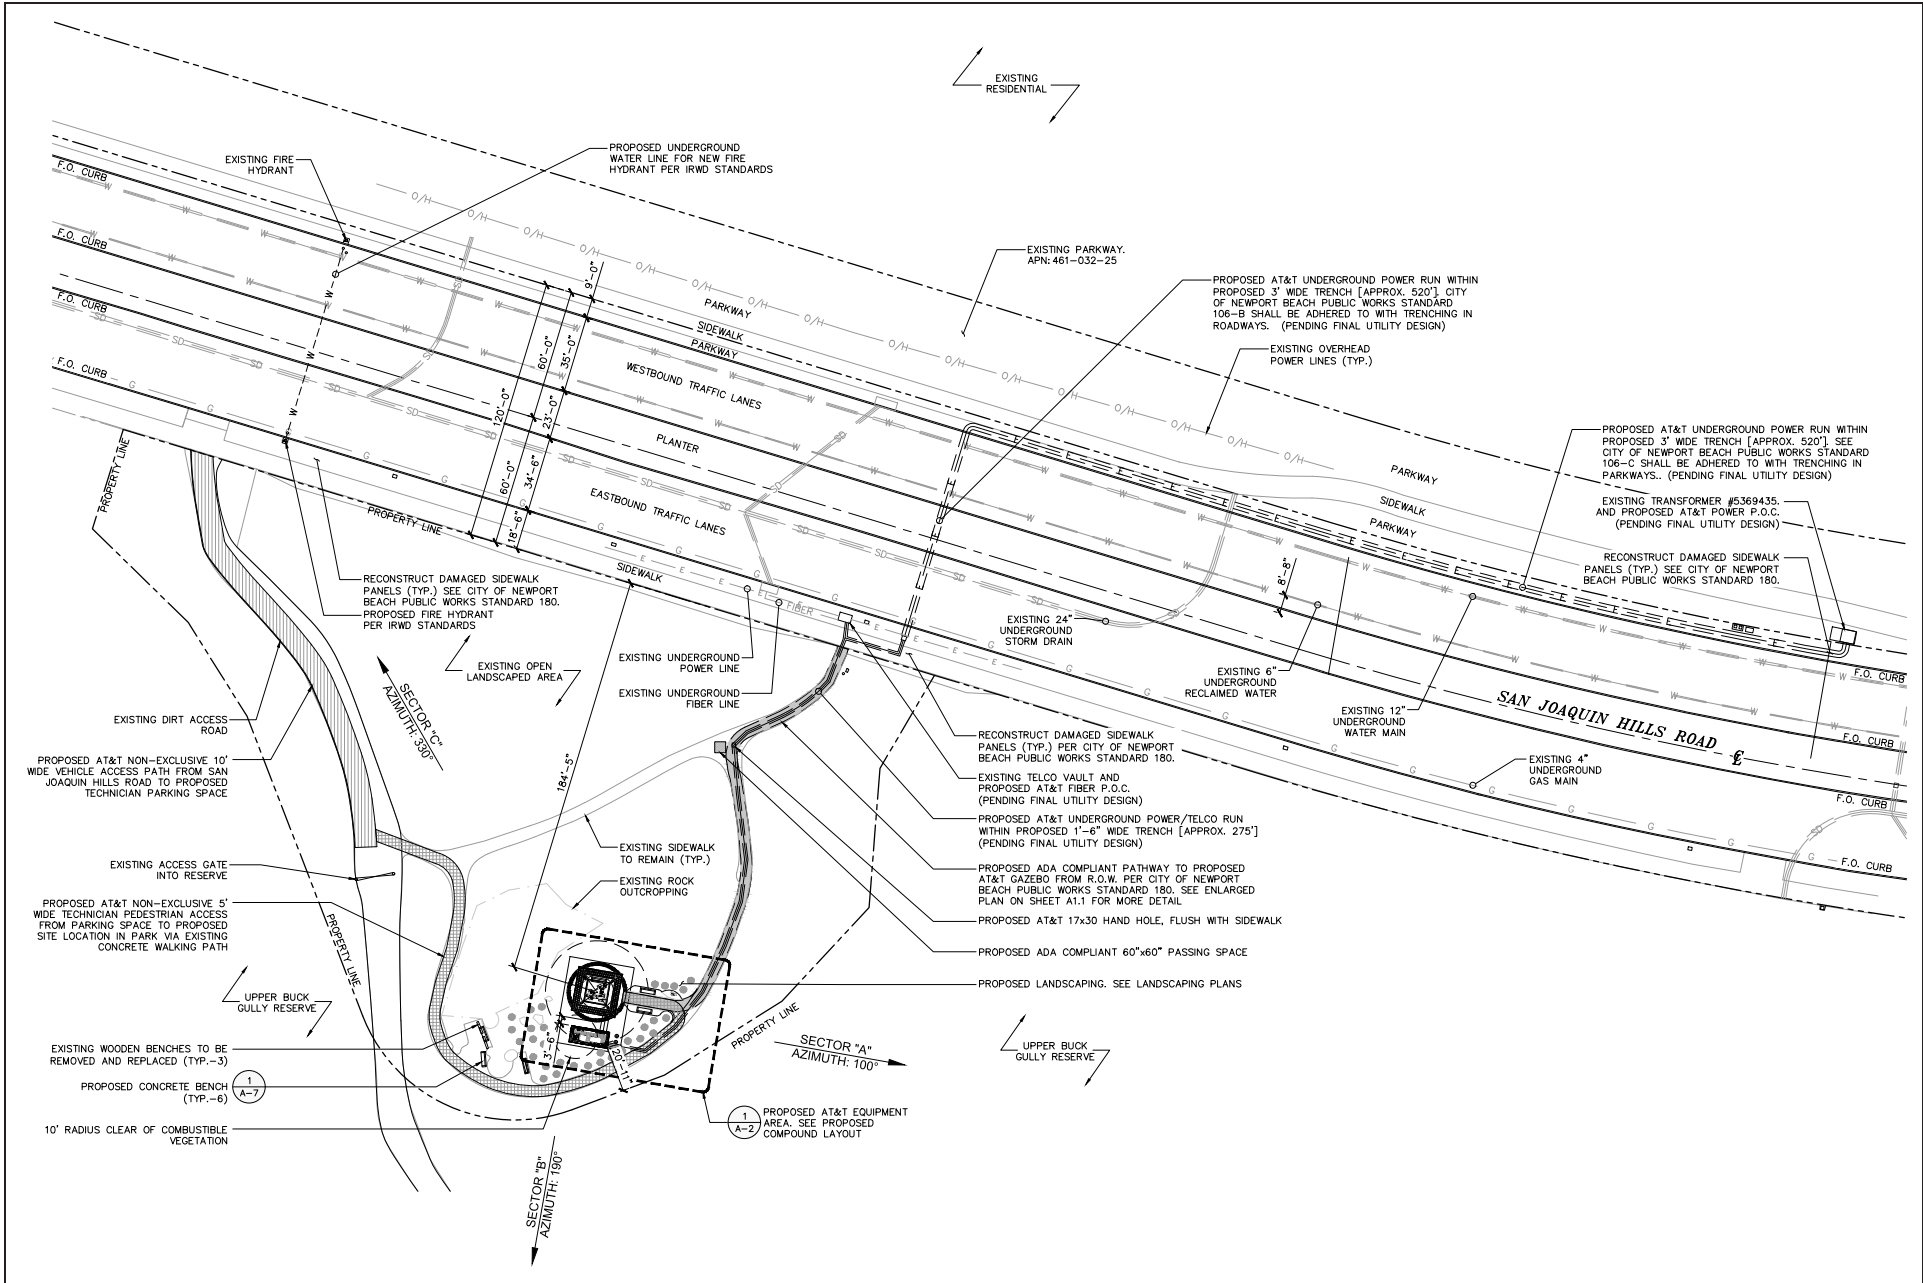 EXISTING
RESIDENTIAL
EXISTING FIRE
HYDRANT
PROPOSED UNDERGROUND
WATER LINE FOR NEW FIRE
HYDRANT PER IRWD STANDARDS
F.O. CURB
F.O. CURB
F.O. CURB
F.O. CURB
EXISTING PARKWAY.
APN: 461-032-25
PROPOSED AT&T UNDERGROUND POWER RUN WITHIN
PROPOSED 3' WIDE TRENCH [APPROX. 520']. CITY
OF NEWPORT BEACH PUBLIC WORKS STANDARD
106-B SHALL BE ADHERED TO WITH TRENCHING IN
ROADWAYS. (PENDING FINAL UTILITY DESIGN)
EXISTING OVERHEAD
POWER LINES (TYP.)
PROPOSED AT&T UNDERGROUND POWER RUN WITHIN
PROPOSED 3' WIDE TRENCH [APPROX. 520']. SEE
CITY OF NEWPORT BEACH PUBLIC WORKS STANDARD
106-C SHALL BE ADHERED TO WITH TRENCHING IN
PARKWAYS.. (PENDING FINAL UTILITY DESIGN)
EXISTING TRANSFORMER #5369435.
AND PROPOSED AT&T POWER P.O.C.
(PENDING FINAL UTILITY DESIGN)
RECONSTRUCT DAMAGED SIDEWALK
PANELS (TYP.) SEE CITY OF NEWPORT
BEACH PUBLIC WORKS STANDARD 180.
9'-0"
60'-0"
35'-0"
120'-0"
23'-0"
60'-0"
34'-6"
18'-6"
PARKWAY
SIDEWALK
PARKWAY
WESTBOUND TRAFFIC LANES
PLANTER
EASTBOUND TRAFFIC LANES
SIDEWALK
PARKWAY
SIDEWALK
PARKWAY
PROPERTY LINE
PROPERTY LINE
FIBER
8'-8"
RECONSTRUCT DAMAGED SIDEWALK
PANELS (TYP.) SEE CITY OF NEWPORT
BEACH PUBLIC WORKS STANDARD 180.
PROPOSED FIRE HYDRANT
PER IRWD STANDARDS
EXISTING OPEN
LANDSCAPED AREA
EXISTING UNDERGROUND
POWER LINE
EXISTING UNDERGROUND
FIBER LINE
EXISTING 24"
UNDERGROUND
STORM DRAIN
EXISTING 6"
UNDERGROUND
RECLAIMED WATER
EXISTING 12"
UNDERGROUND
WATER MAIN
EXISTING 4"
UNDERGROUND
GAS MAIN
SAN JOAQUIN HILLS ROAD
F.O. CURB
F.O. CURB
F.O. CURB
F.O. CURB
SECTOR "C"
AZIMUTH: 330°
184'-5"
EXISTING DIRT ACCESS
ROAD
PROPOSED AT&T NON-EXCLUSIVE 10'
WIDE VEHICLE ACCESS PATH FROM SAN
JOAQUIN HILLS ROAD TO PROPOSED
TECHNICIAN PARKING SPACE
EXISTING ACCESS GATE
INTO RESERVE
PROPOSED AT&T NON-EXCLUSIVE 5'
WIDE TECHNICIAN PEDESTRIAN ACCESS
FROM PARKING SPACE TO PROPOSED
SITE LOCATION IN PARK VIA EXISTING
CONCRETE WALKING PATH
UPPER BUCK
GULLY RESERVE
EXISTING WOODEN BENCHES TO BE
REMOVED AND REPLACED (TYP.-3)
PROPOSED CONCRETE BENCH
(TYP.-6)
1
A-7
10' RADIUS CLEAR OF COMBUSTIBLE
VEGETATION
PROPERTY LINE
EXISTING SIDEWALK
TO REMAIN (TYP.)
EXISTING ROCK
OUTCROPPING
RECONSTRUCT DAMAGED SIDEWALK
PANELS (TYP.) PER CITY OF NEWPORT
BEACH PUBLIC WORKS STANDARD 180.
EXISTING TELCO VAULT AND
PROPOSED AT&T FIBER P.O.C.
(PENDING FINAL UTILITY DESIGN)
PROPOSED AT&T UNDERGROUND POWER/TELCO RUN
WITHIN PROPOSED 1'-6" WIDE TRENCH [APPROX. 275']
(PENDING FINAL UTILITY DESIGN)
PROPOSED ADA COMPLIANT PATHWAY TO PROPOSED
AT&T GAZEBO FROM R.O.W. PER CITY OF NEWPORT
BEACH PUBLIC WORKS STANDARD 180. SEE ENLARGED
PLAN ON SHEET A1.1 FOR MORE DETAIL
PROPOSED AT&T 17x30 HAND HOLE, FLUSH WITH SIDEWALK
PROPOSED ADA COMPLIANT 60"x60" PASSING SPACE
PROPOSED LANDSCAPING. SEE LANDSCAPING PLANS
PROPERTY LINE
SECTOR "A"
AZIMUTH: 100°
UPPER BUCK
GULLY RESERVE
3'-6"
20'-11"
1
A-2
PROPOSED AT&T EQUIPMENT
AREA. SEE PROPOSED
COMPOUND LAYOUT
SECTOR "B"
AZIMUTH: 190°